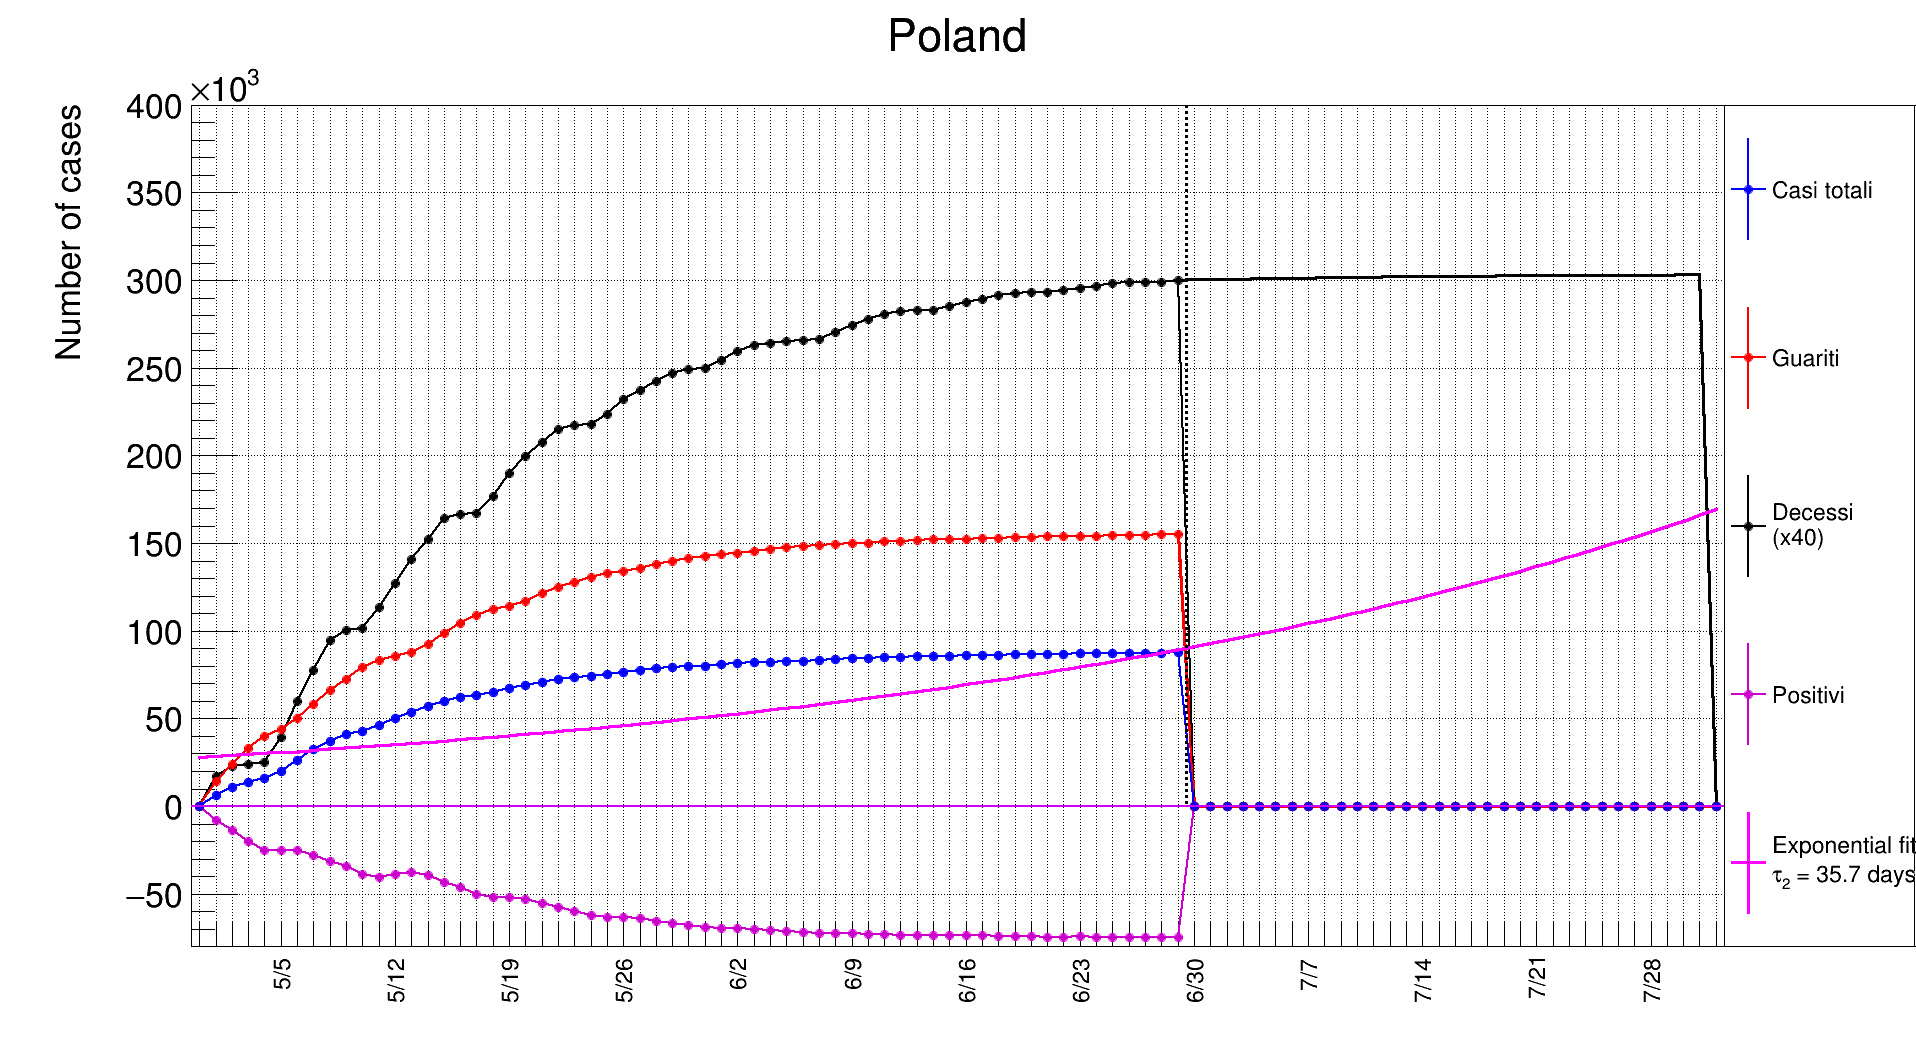 Poland
×10³
Number of cases
400
350
300
250
200
150
100
50
0
−50
5/5
5/12
5/19
5/26
6/2
6/9
6/16
6/23
6/30
7/7
7/14
7/21
7/28
Casi totali
Guariti
Decessi
(x40)
Positivi
Exponential fit
τ₂ = 35.7 days